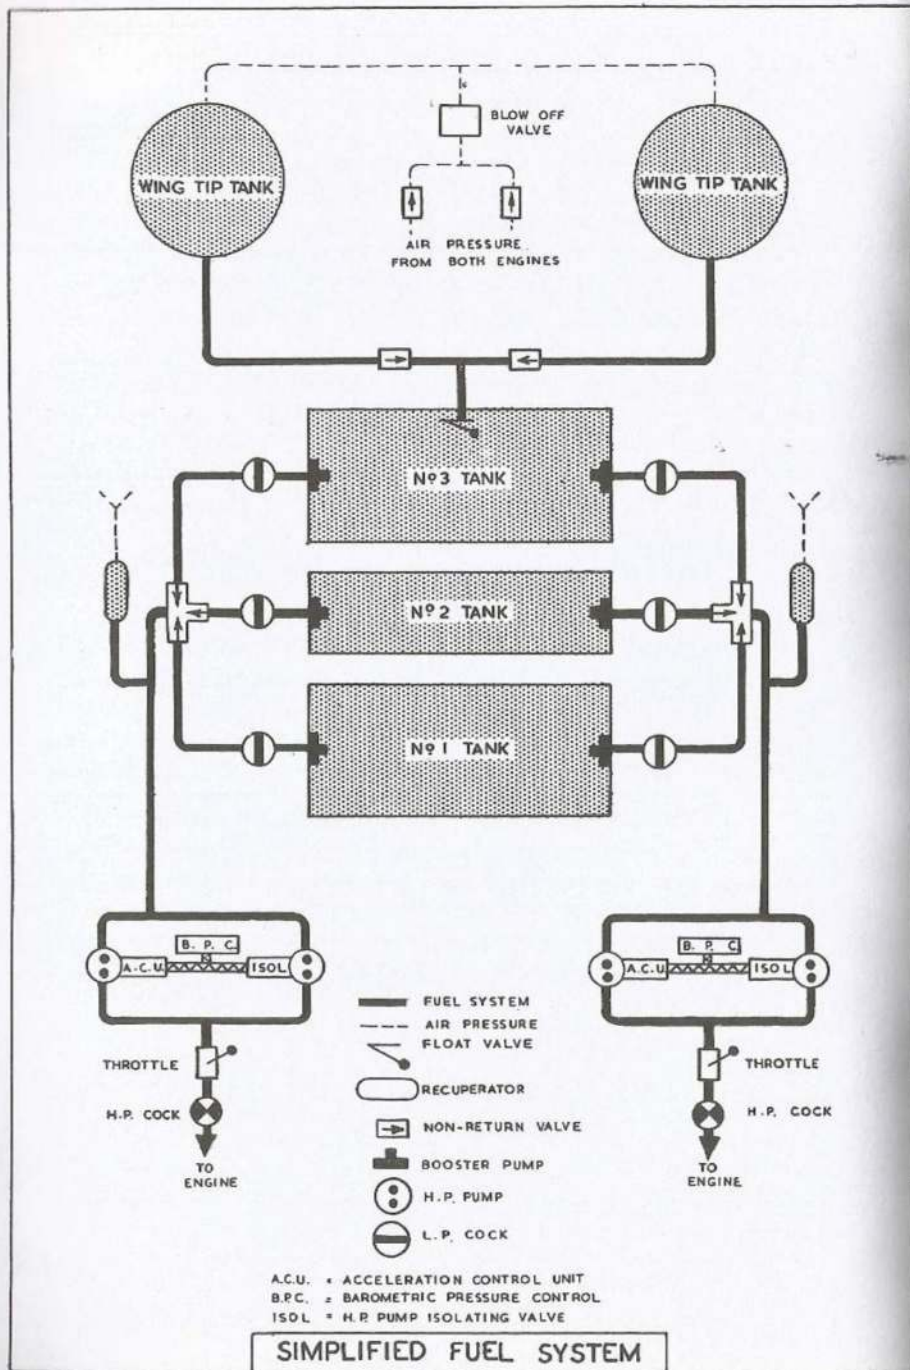 BLOW OFF
VALVE
WING TIP TANK
WING TIP TANK
AIR PRESSURE
FROM BOTH ENGINES
Nº3 TANK
Nº2 TANK
Nº1 TANK
B. P. C.
A.C.U.
ISOL
B. P. C.
A.C.U
ISOL
FUEL SYSTEM
AIR PRESSURE
FLOAT VALVE
THROTTLE
THROTTLE
RECUPERATOR
H.P. COCK
H.P. COCK
NON-RETURN VALVE
BOOSTER PUMP
TO
ENGINE
TO
ENGINE
H.P. PUMP
L.P. COCK
A.C.U. = ACCELERATION CONTROL UNIT
B.P.C. = BAROMETRIC PRESSURE CONTROL
ISOL = H.P. PUMP ISOLATING VALVE
SIMPLIFIED FUEL SYSTEM